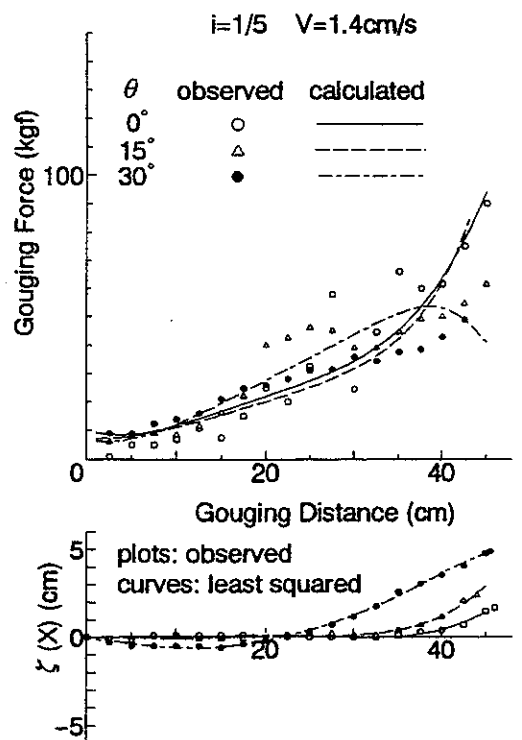 i=1/5 V=1.4cm/s
θ observed calculated
0°
15°
30°
Gouging Force (kgf)
100
0 20 40
Gouging Distance (cm)
ζ (X) (cm)
5
0
-5
plots: observed
curves: least squared
20 40